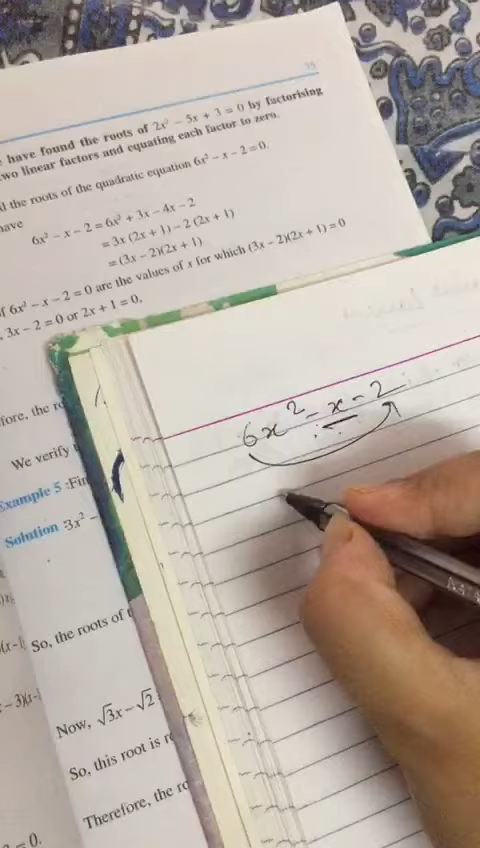 75
have found the roots of 2x² – 5x + 3 = 0 by factorising
two linear factors and equating each factor to zero.
the roots of the quadratic equation 6x² – x – 2 = 0.
have
6x² – x – 2 = 6x² + 3x – 4x – 2
= 3x (2x + 1) – 2 (2x + 1)
= (3x – 2)(2x + 1)
6x² – x – 2 = 0 are the values of x for which (3x – 2)(2x + 1) = 0
3x – 2 = 0 or 2x + 1 = 0,
6x² - x - 2
the
We verify
Example 5 :
Solution 3x² –
So, the roots of
Now, √3x – √2
So, this root is
Therefore, the
= 0.